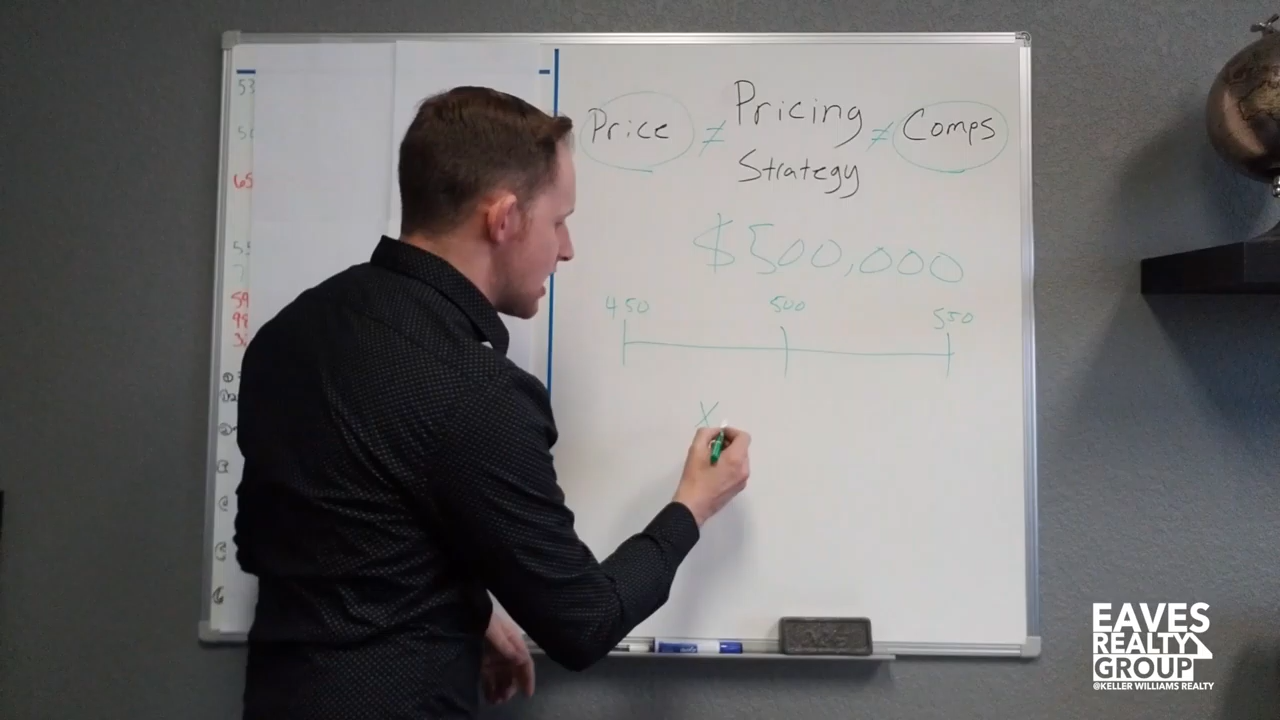 Price ≠ Pricing Strategy ≠ Comps
$500,000
450 500 550
X
EAVES
REALTY
GROUP
@KELLER WILLIAMS REALTY